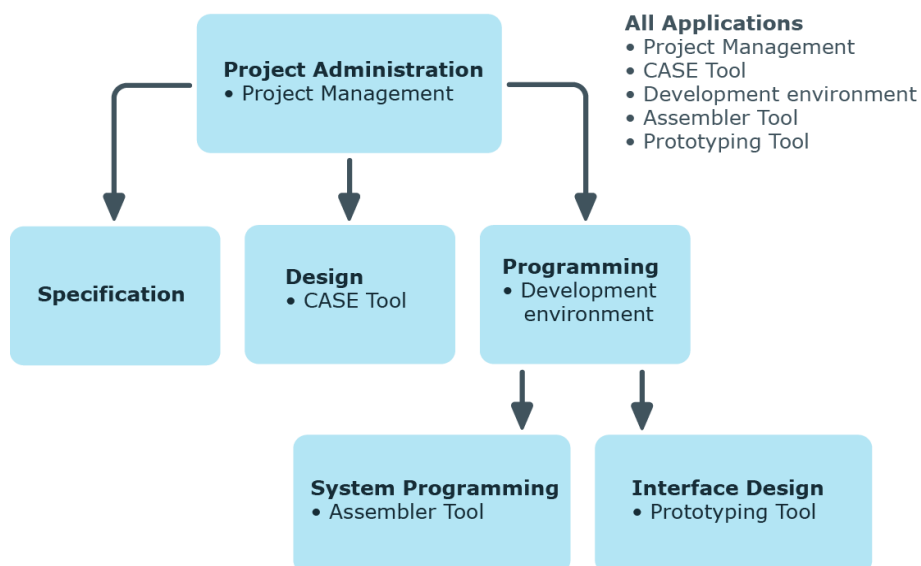 All Applications
• Project Management
• CASE Tool
• Development environment
• Assembler Tool
• Prototyping Tool
Project Administration
• Project Management
Specification
Design
• CASE Tool
Programming
• Development
environment
System Programming
• Assembler Tool
Interface Design
• Prototyping Tool